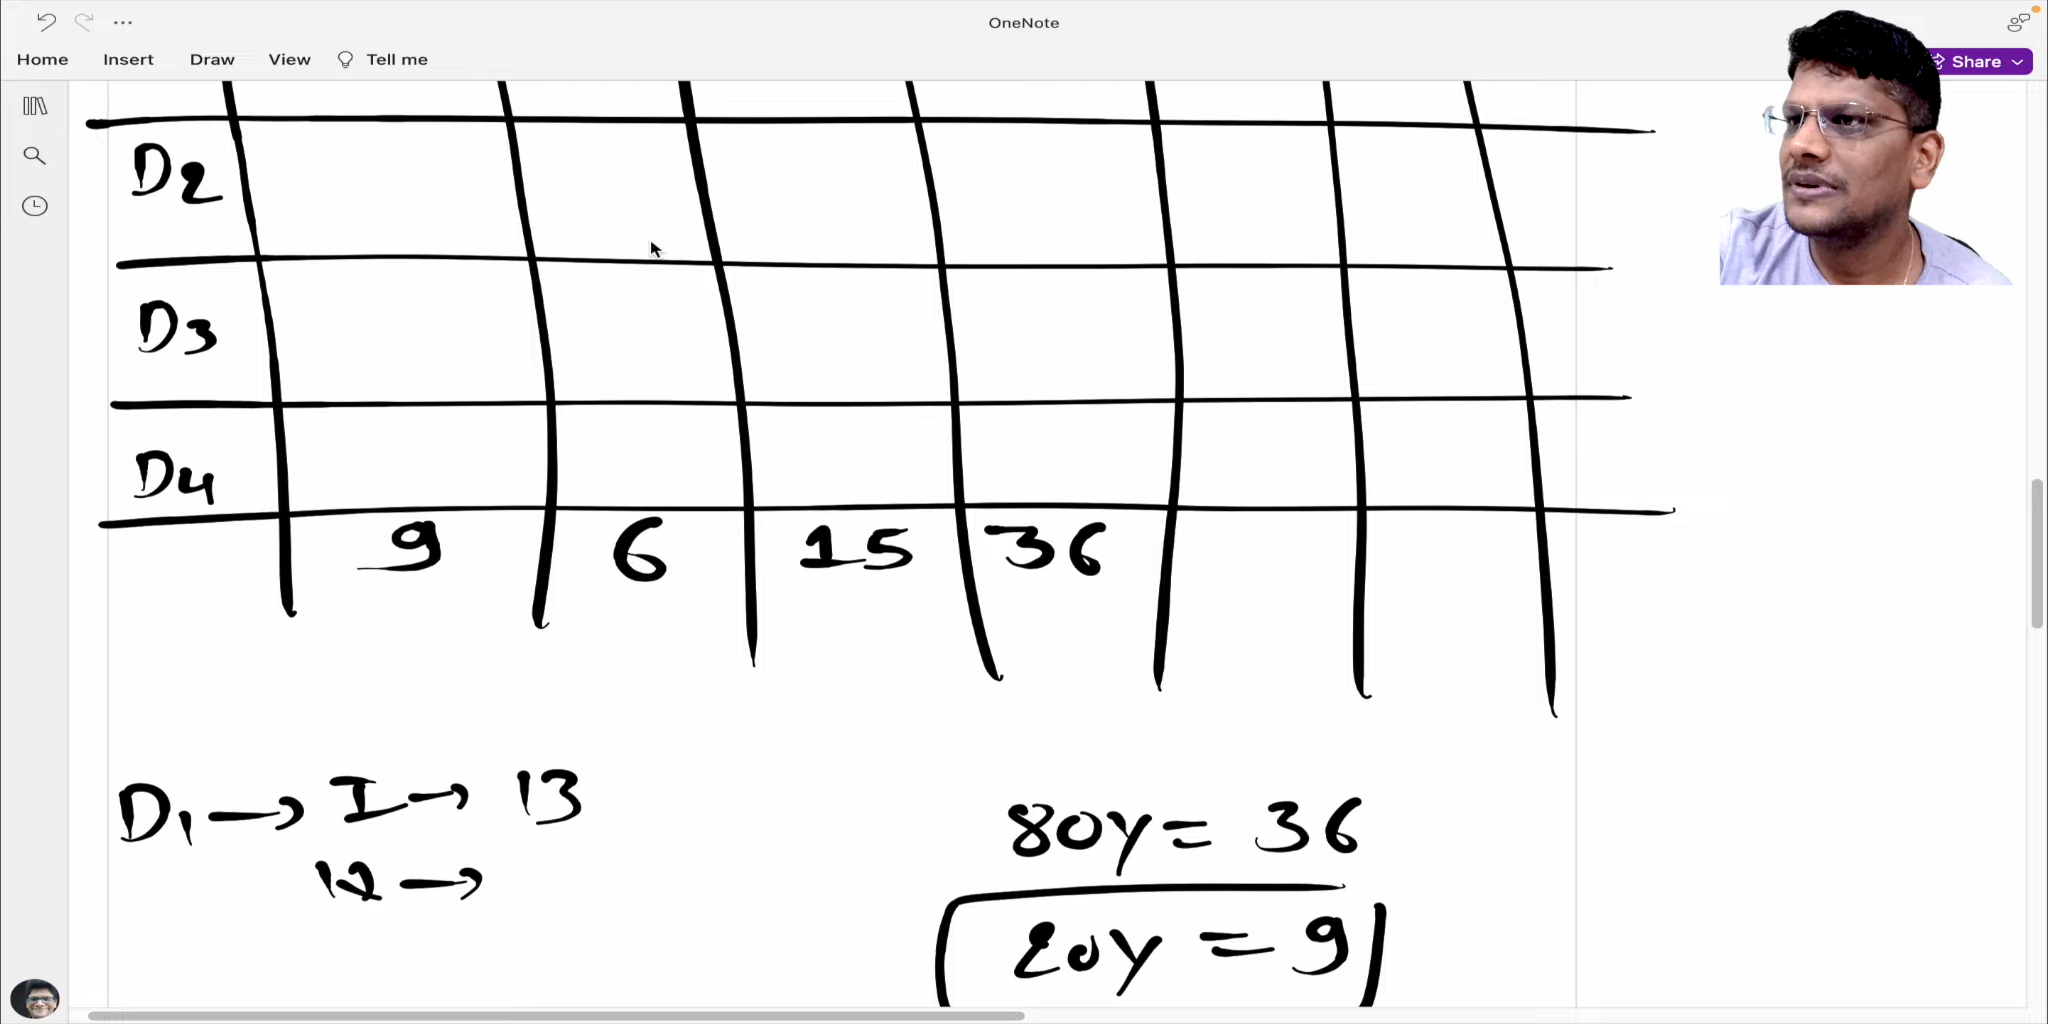 OneNote
Home Insert Draw View Tell me Share
D2
D3
D4
9 6 15 36
D1 → I → 13
12 →
80y = 36
20y = 9